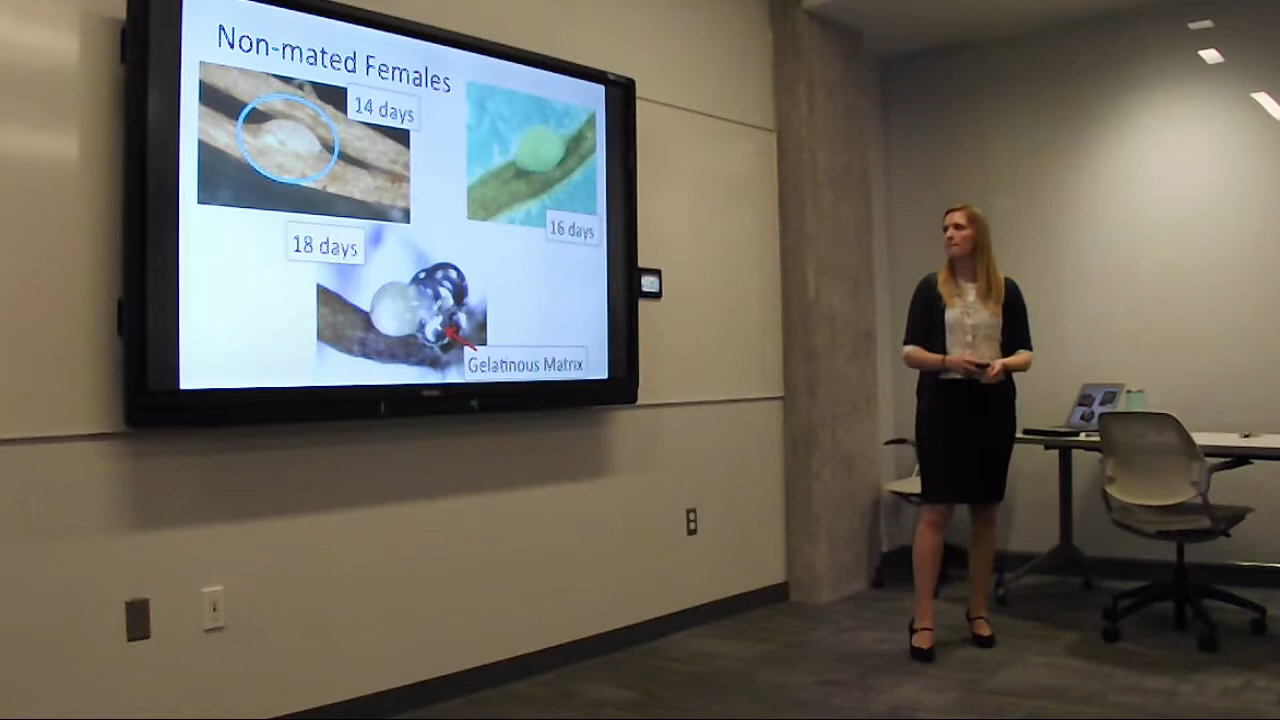 Non-mated Females
14 days
16 days
18 days
Gelatinous Matrix